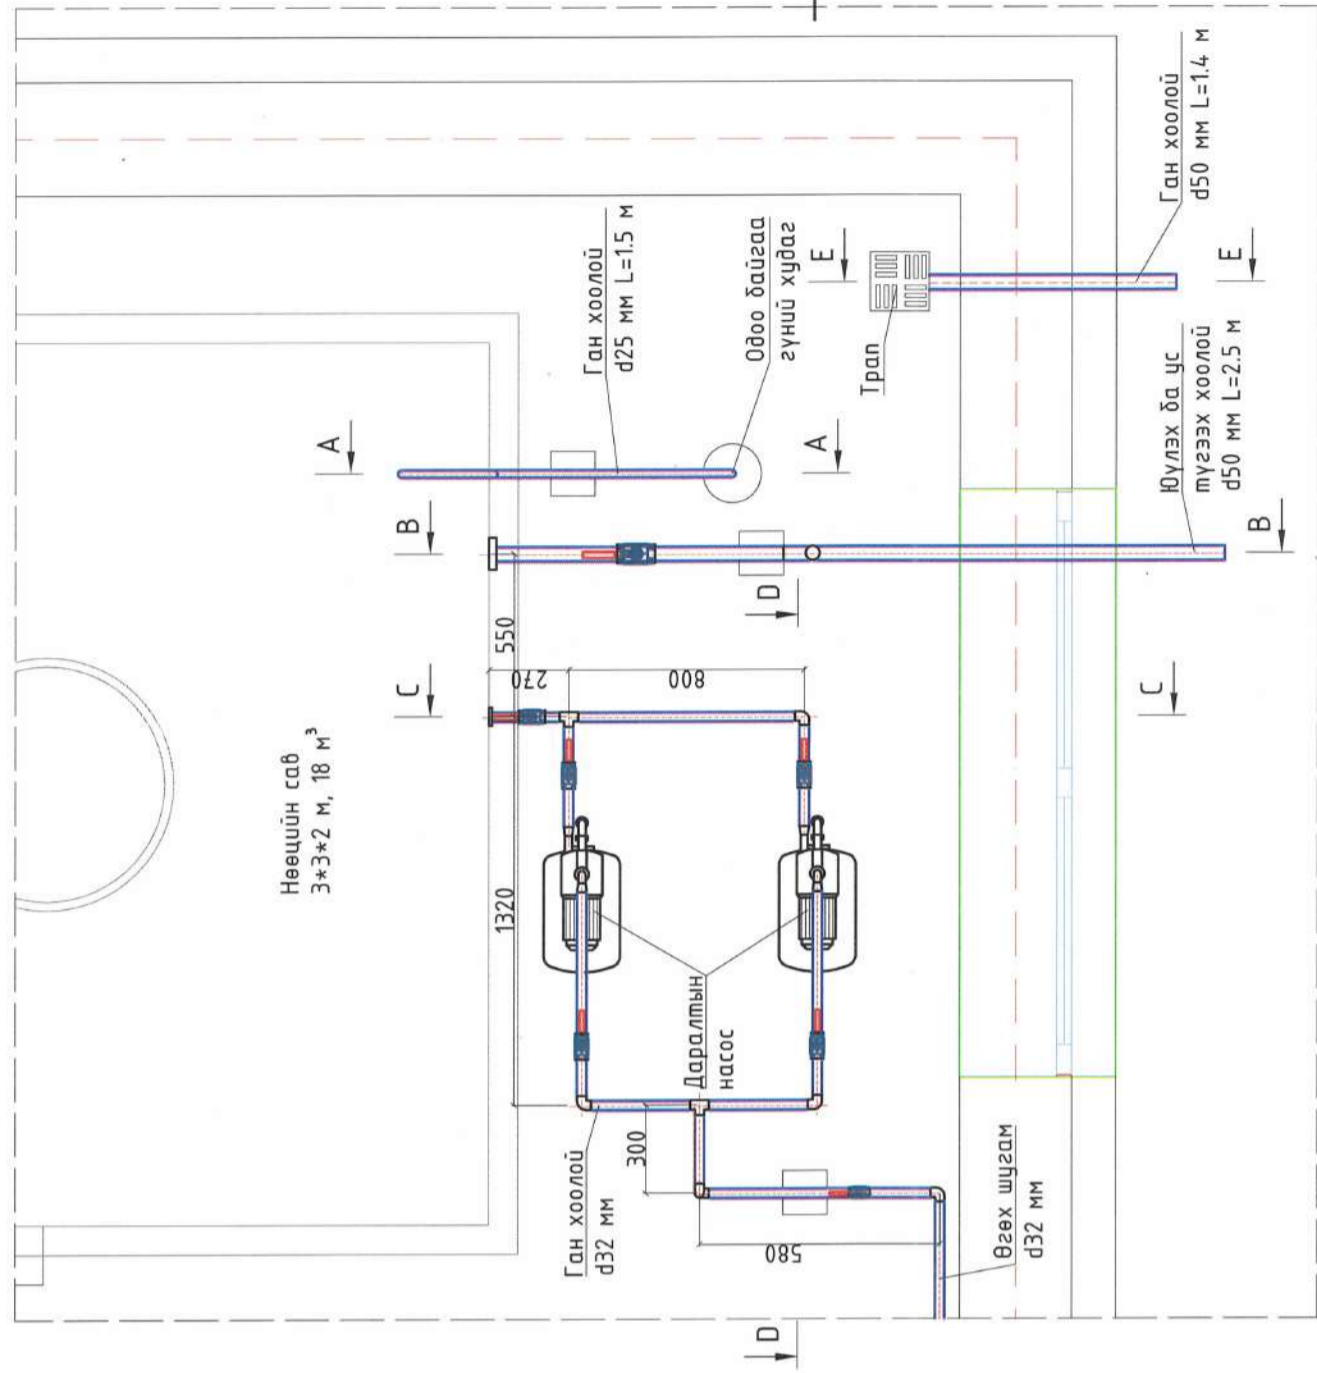 Нөөцийн сав
3*3*2 м, 18 м³
Ган хоолой
d25 мм L=1.5 м
Одоо байгаа
гүний худаг
Ган хоолой
d50 мм L=1.4 м
Трап
Юүлэх ба ус
түгээх хоолой
d50 мм L=2.5 м
Даралтын
насос
Ган хоолой
d32 мм
Өгөх шугам
d32 мм
A
A
B
B
C
C
D
D
E
E
550
270
800
1320
300
580